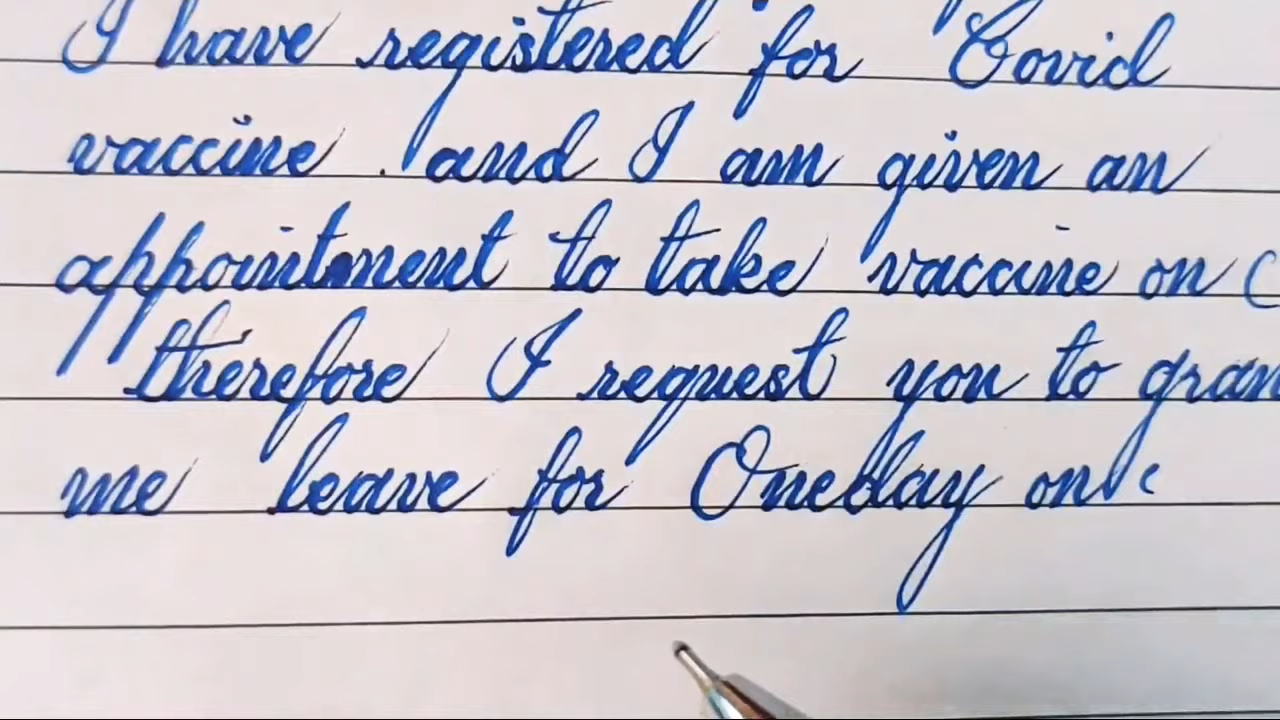 I have registered for Covid
vaccine . and I am given an
appointment to take vaccine on (
therefore I request you to gran
me leave for Oneday on (